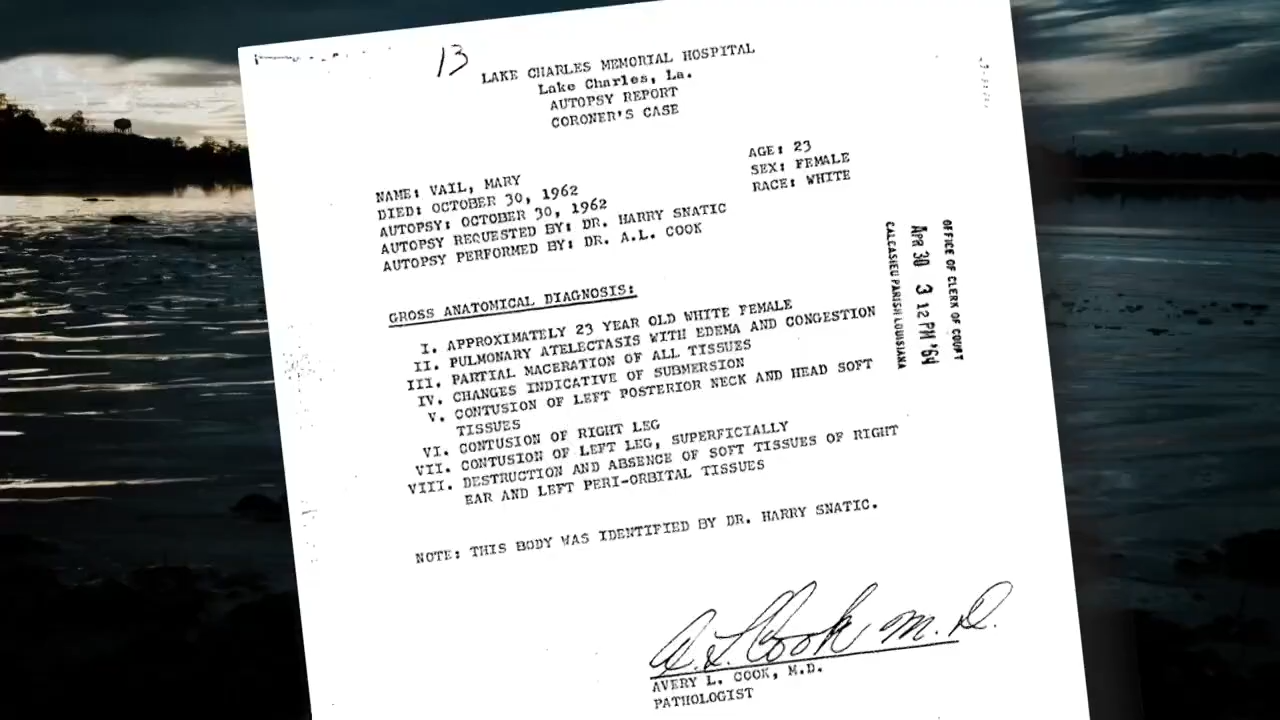 13
LAKE CHARLES MEMORIAL HOSPITAL
Lake Charles, La.
AUTOPSY REPORT
CORONER'S CASE
AGE: 23
SEX: FEMALE
RACE: WHITE
NAME: VAIL, MARY
DIED: OCTOBER 30, 1962
AUTOPSY: OCTOBER 30, 1962
AUTOPSY REQUESTED BY: DR. HARRY SNATIC
AUTOPSY PERFORMED BY: DR. A.L. COOK
OFFICE OF CLERK OF COURT
APR 30 3 12 PM '64
CALCASIEU PARISH LOUISIANA
GROSS ANATOMICAL DIAGNOSIS:
I. APPROXIMATELY 23 YEAR OLD WHITE FEMALE
II. PULMONARY ATELECTASIS WITH EDEMA AND CONGESTION
III. PARTIAL MACERATION OF ALL TISSUES
IV. CHANGES INDICATIVE OF SUBMERSION
V. CONTUSION OF LEFT POSTERIOR NECK AND HEAD SOFT
TISSUES
VI. CONTUSION OF RIGHT LEG
VII. CONTUSION OF LEFT LEG, SUPERFICIALLY
VIII. DESTRUCTION AND ABSENCE OF SOFT TISSUES OF RIGHT
EAR AND LEFT PERI-ORBITAL TISSUES
NOTE: THIS BODY WAS IDENTIFIED BY DR. HARRY SNATIC.
A. L. Cook M.D.
AVERY L. COOK, M.D.
PATHOLOGIST